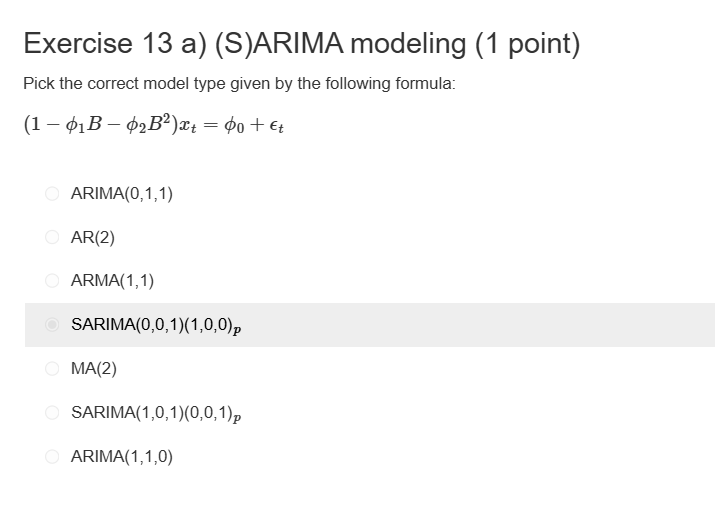 Exercise 13 a) (S)ARIMA modeling (1 point)
Pick the correct model type given by the following formula:
(1 − ϕ₁B − ϕ₂B²)xₜ = ϕ₀ + ϵₜ
ARIMA(0,1,1)
AR(2)
ARMA(1,1)
SARIMA(0,0,1)(1,0,0)ₚ
MA(2)
SARIMA(1,0,1)(0,0,1)ₚ
ARIMA(1,1,0)